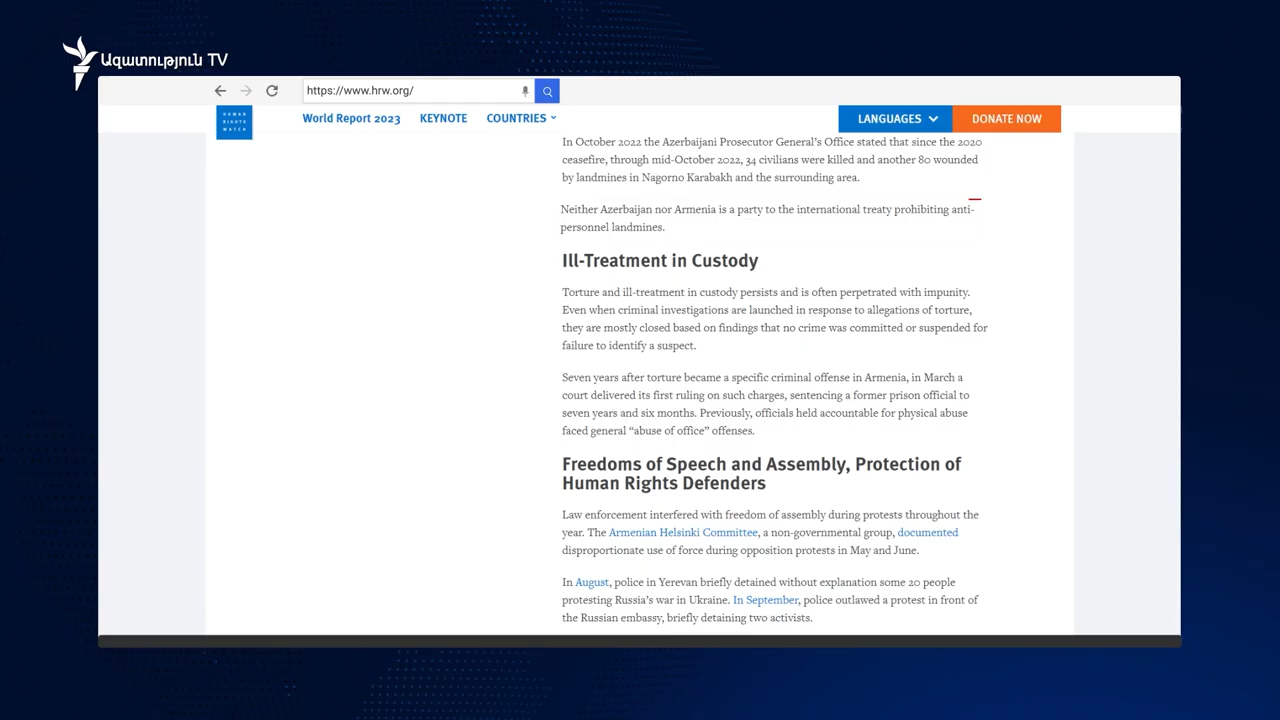 Ազատություն TV
https://www.hrw.org/
HUMAN
RIGHTS
WATCH
World Report 2023 KEYNOTE COUNTRIES LANGUAGES DONATE NOW
In October 2022 the Azerbaijani Prosecutor General’s Office stated that since the 2020
ceasefire, through mid-October 2022, 34 civilians were killed and another 80 wounded
by landmines in Nagorno Karabakh and the surrounding area.
Neither Azerbaijan nor Armenia is a party to the international treaty prohibiting anti-
personnel landmines.
Ill-Treatment in Custody
Torture and ill-treatment in custody persists and is often perpetrated with impunity.
Even when criminal investigations are launched in response to allegations of torture,
they are mostly closed based on findings that no crime was committed or suspended for
failure to identify a suspect.
Seven years after torture became a specific criminal offense in Armenia, in March a
court delivered its first ruling on such charges, sentencing a former prison official to
seven years and six months. Previously, officials held accountable for physical abuse
faced general “abuse of office” offenses.
Freedoms of Speech and Assembly, Protection of
Human Rights Defenders
Law enforcement interfered with freedom of assembly during protests throughout the
year. The Armenian Helsinki Committee, a non-governmental group, documented
disproportionate use of force during opposition protests in May and June.
In August, police in Yerevan briefly detained without explanation some 20 people
protesting Russia’s war in Ukraine. In September, police outlawed a protest in front of
the Russian embassy, briefly detaining two activists.